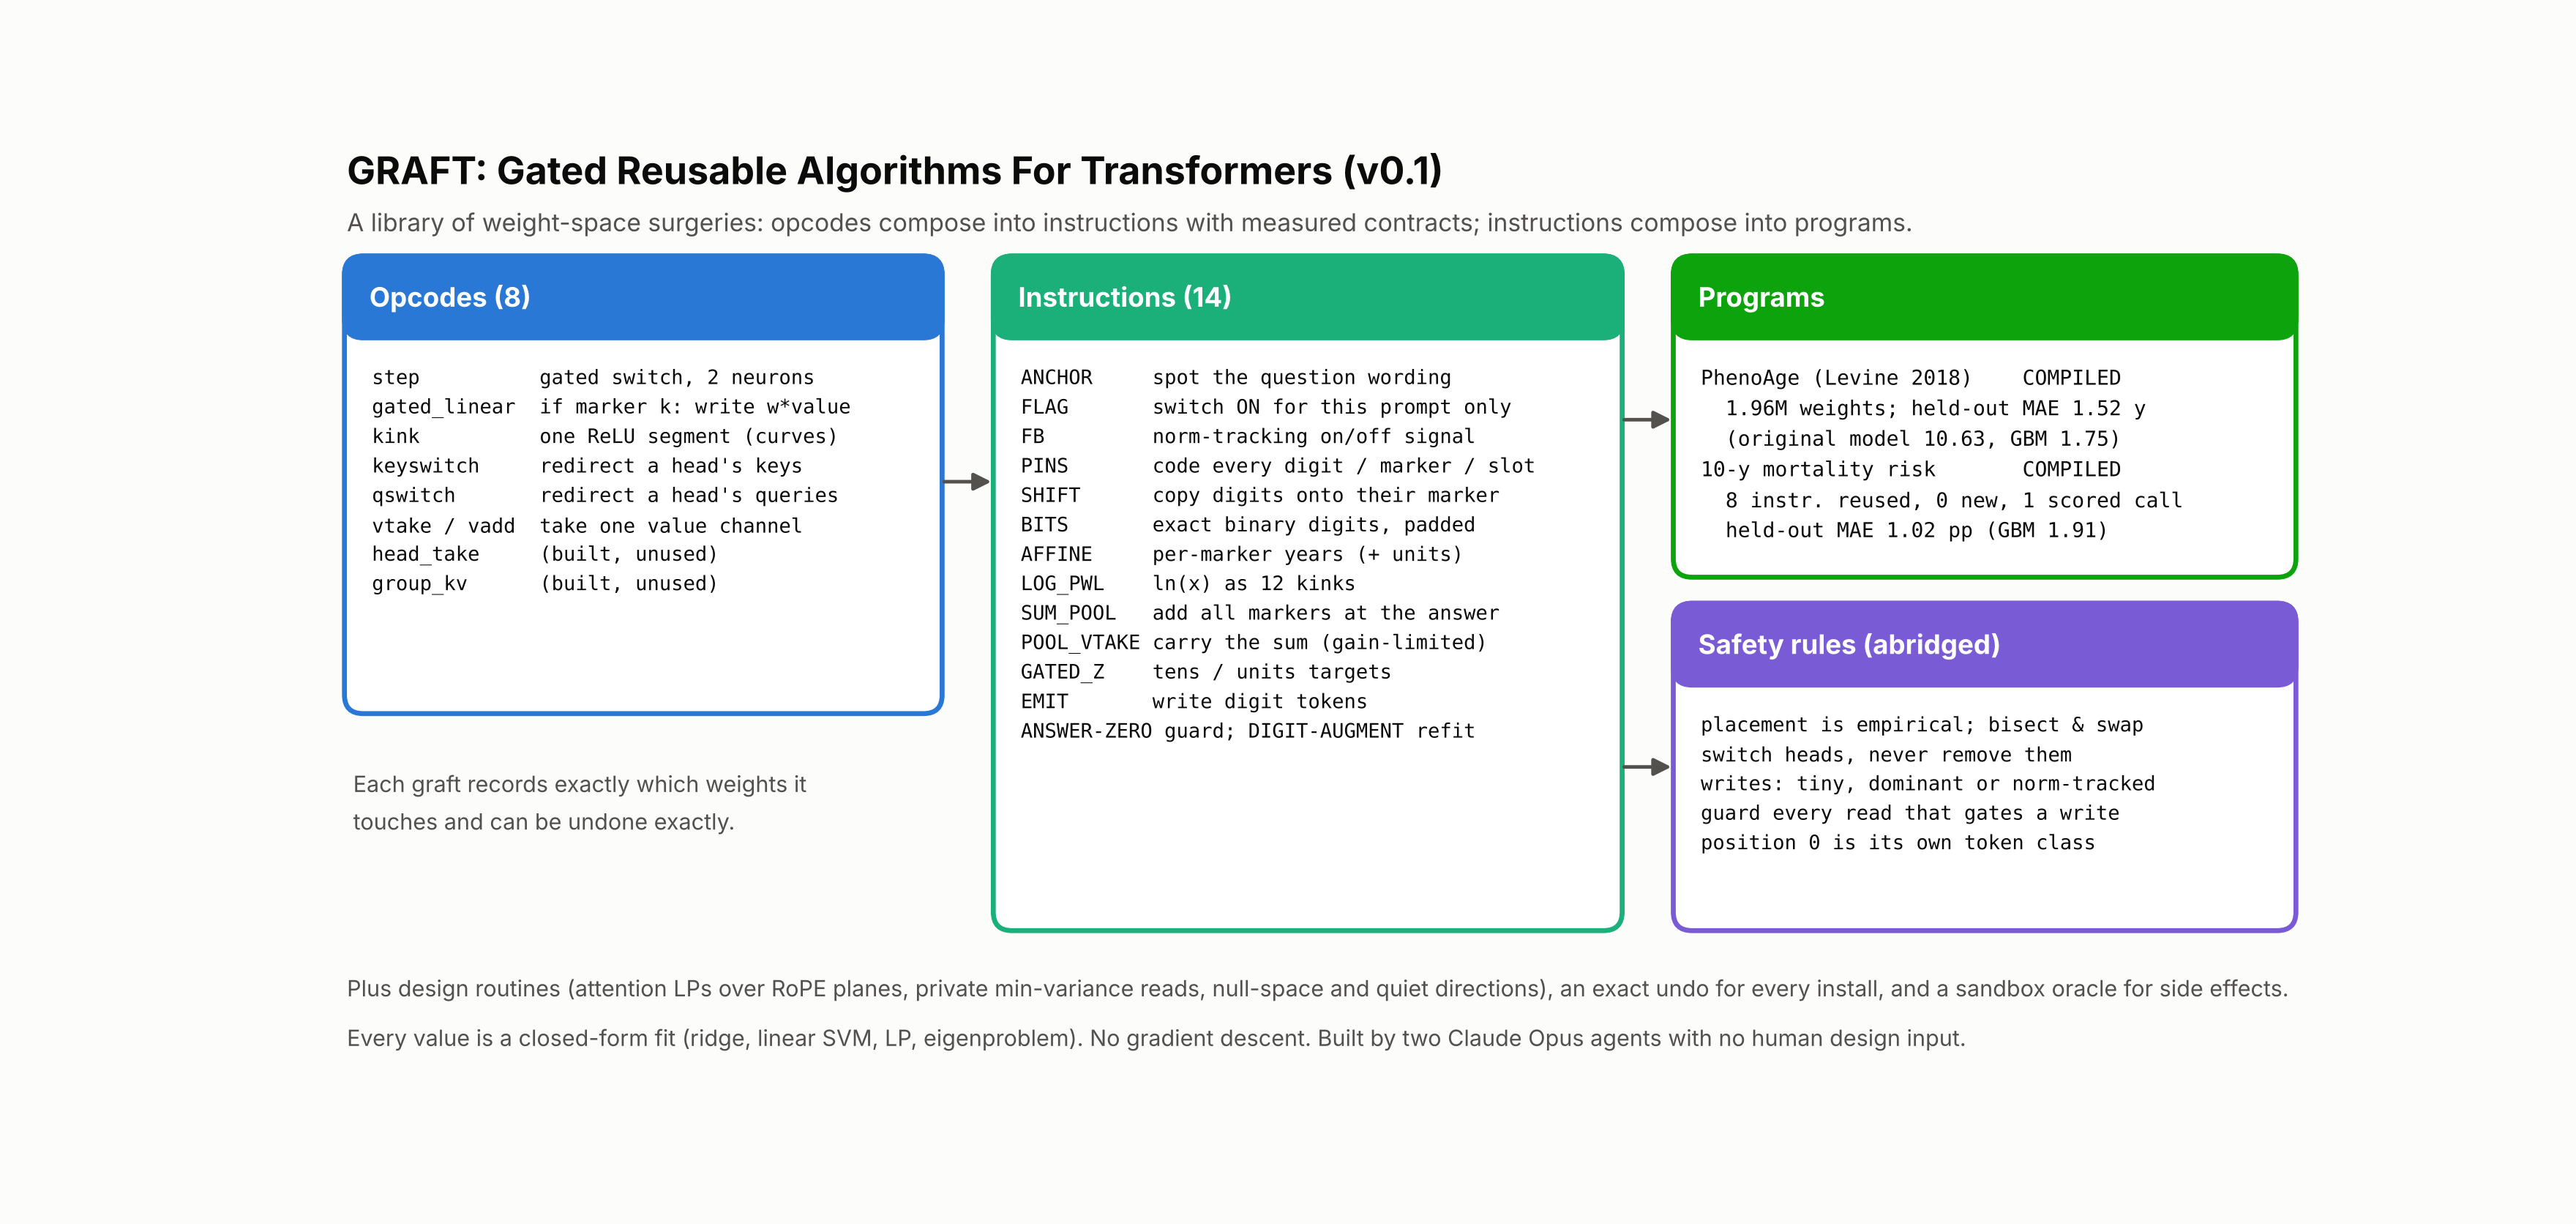 GRAFT: Gated Reusable Algorithms For Transformers (v0.1)
A library of weight-space surgeries: opcodes compose into instructions with measured contracts; instructions compose into programs.
Opcodes (8)
step gated switch, 2 neurons
gated_linear if marker k: write w*value
kink one ReLU segment (curves)
keyswitch redirect a head's keys
qswitch redirect a head's queries
vtake / vadd take one value channel
head_take (built, unused)
group_kv (built, unused)
Each graft records exactly which weights it
touches and can be undone exactly.
Instructions (14)
ANCHOR spot the question wording
FLAG switch ON for this prompt only
FB norm-tracking on/off signal
PINS code every digit / marker / slot
SHIFT copy digits onto their marker
BITS exact binary digits, padded
AFFINE per-marker years (+ units)
LOG_PWL ln(x) as 12 kinks
SUM_POOL add all markers at the answer
POOL_VTAKE carry the sum (gain-limited)
GATED_Z tens / units targets
EMIT write digit tokens
ANSWER-ZERO guard; DIGIT-AUGMENT refit
Programs
PhenoAge (Levine 2018) COMPILED
1.96M weights; held-out MAE 1.52 y
(original model 10.63, GBM 1.75)
10-y mortality risk COMPILED
8 instr. reused, 0 new, 1 scored call
held-out MAE 1.02 pp (GBM 1.91)
Safety rules (abridged)
placement is empirical; bisect & swap
switch heads, never remove them
writes: tiny, dominant or norm-tracked
guard every read that gates a write
position 0 is its own token class
Plus design routines (attention LPs over RoPE planes, private min-variance reads, null-space and quiet directions), an exact undo for every install, and a sandbox oracle for side effects.
Every value is a closed-form fit (ridge, linear SVM, LP, eigenproblem). No gradient descent. Built by two Claude Opus agents with no human design input.